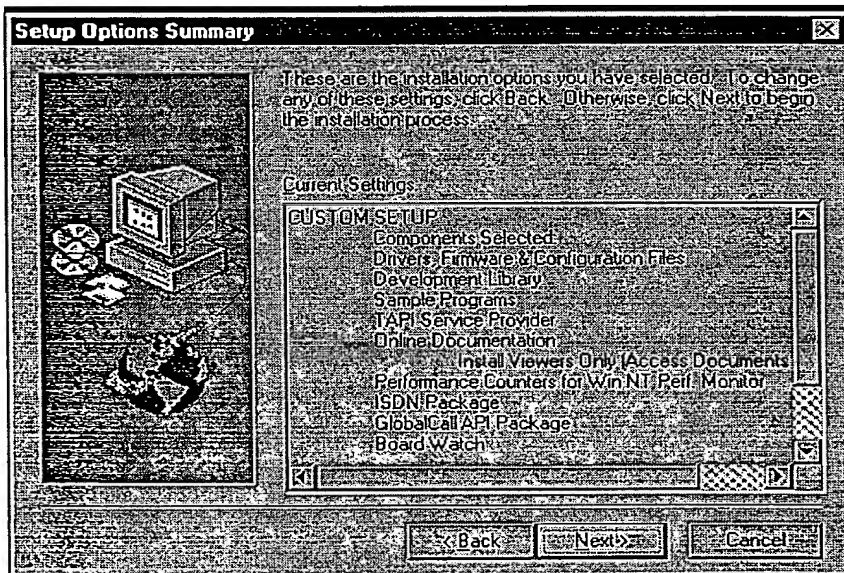 Setup Options Summary
These are the installation options you have selected. To change
any of these settings, click Back. Otherwise, click Next to begin
the installation process.
Current Settings:
CUSTOM SETUP
Components Selected:
Drivers, Firmware & Configuration Files
Development Library
Sample Programs
TAPI Service Provider
Online Documentation
Install Viewers Only (Access Documents
Performance Counters for Win NT Perf. Monitor
ISDN Package
GlobalCall API Package
Board Watch
< Back
Next >
Cancel